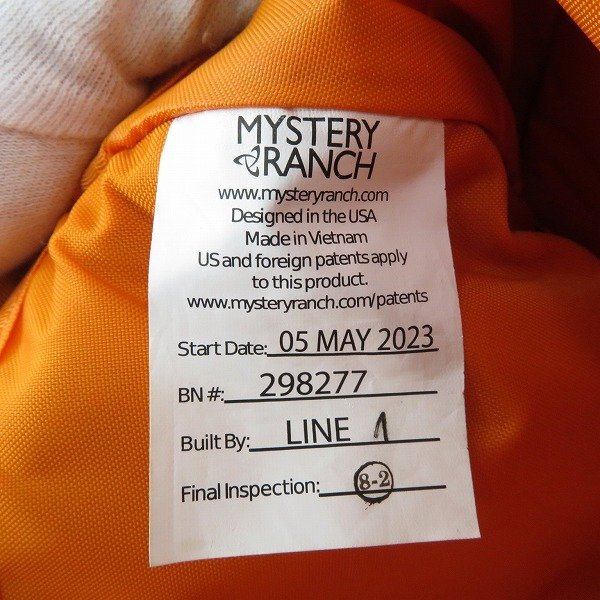 MYSTERY
RANCH
www.mysteryranch.com
Designed in the USA
Made in Vietnam
US and foreign patents apply
to this product.
www.mysteryranch.com/patents
Start Date: 05 MAY 2023
BN #: 298277
Built By: LINE 1
Final Inspection: 8-2